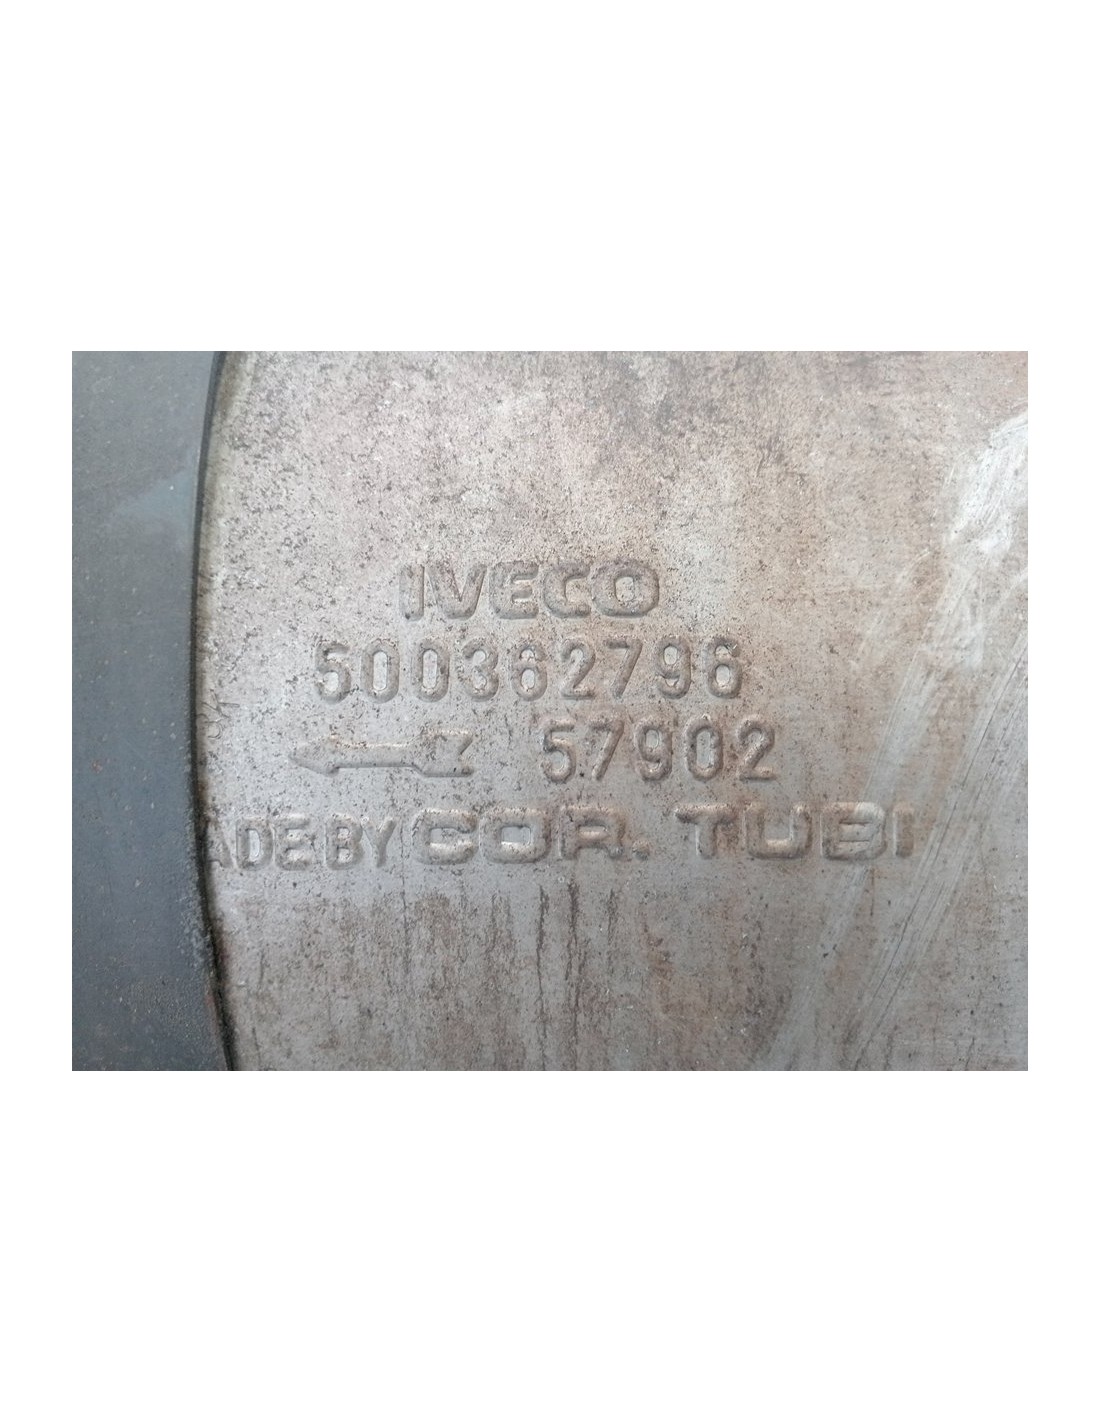 IVECO
500362796
57902
ADE BY COR. TUBI